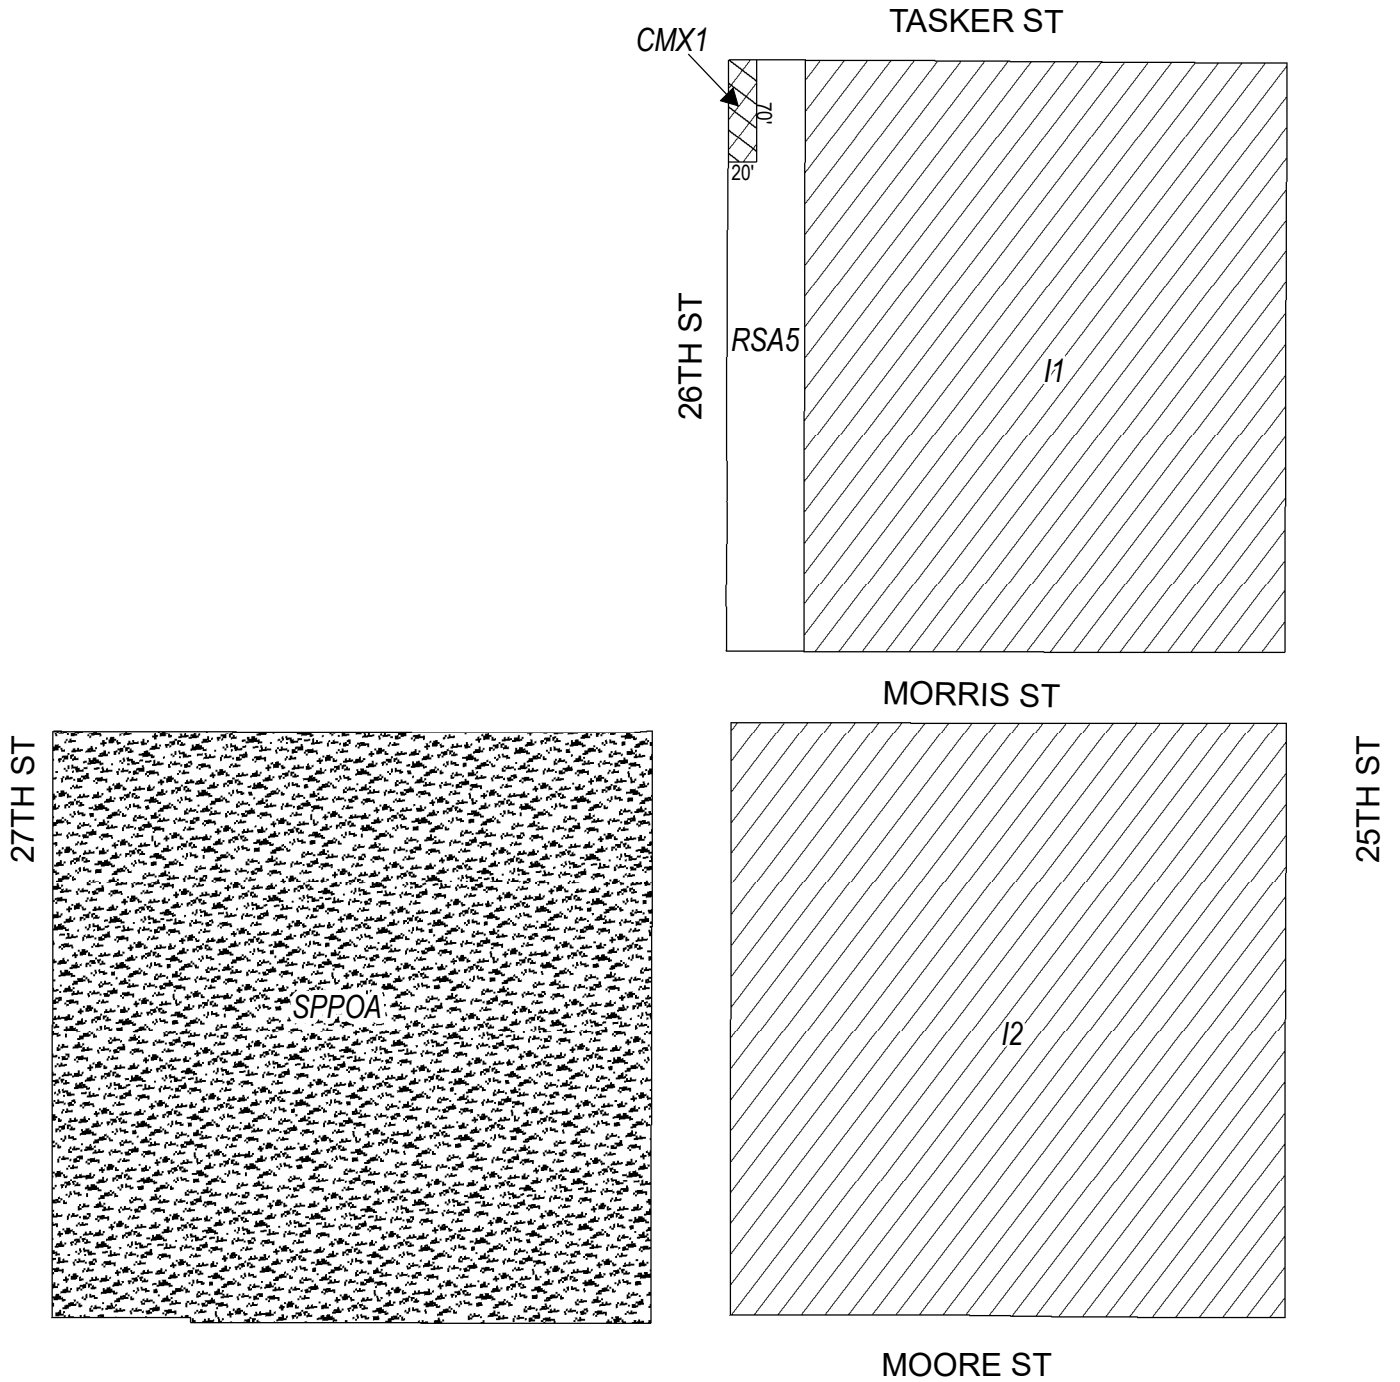 TASKER ST
CMX1
70'
20'
26TH ST
RSA5
I1
MORRIS ST
27TH ST
25TH ST
SPPOA
I2
MOORE ST